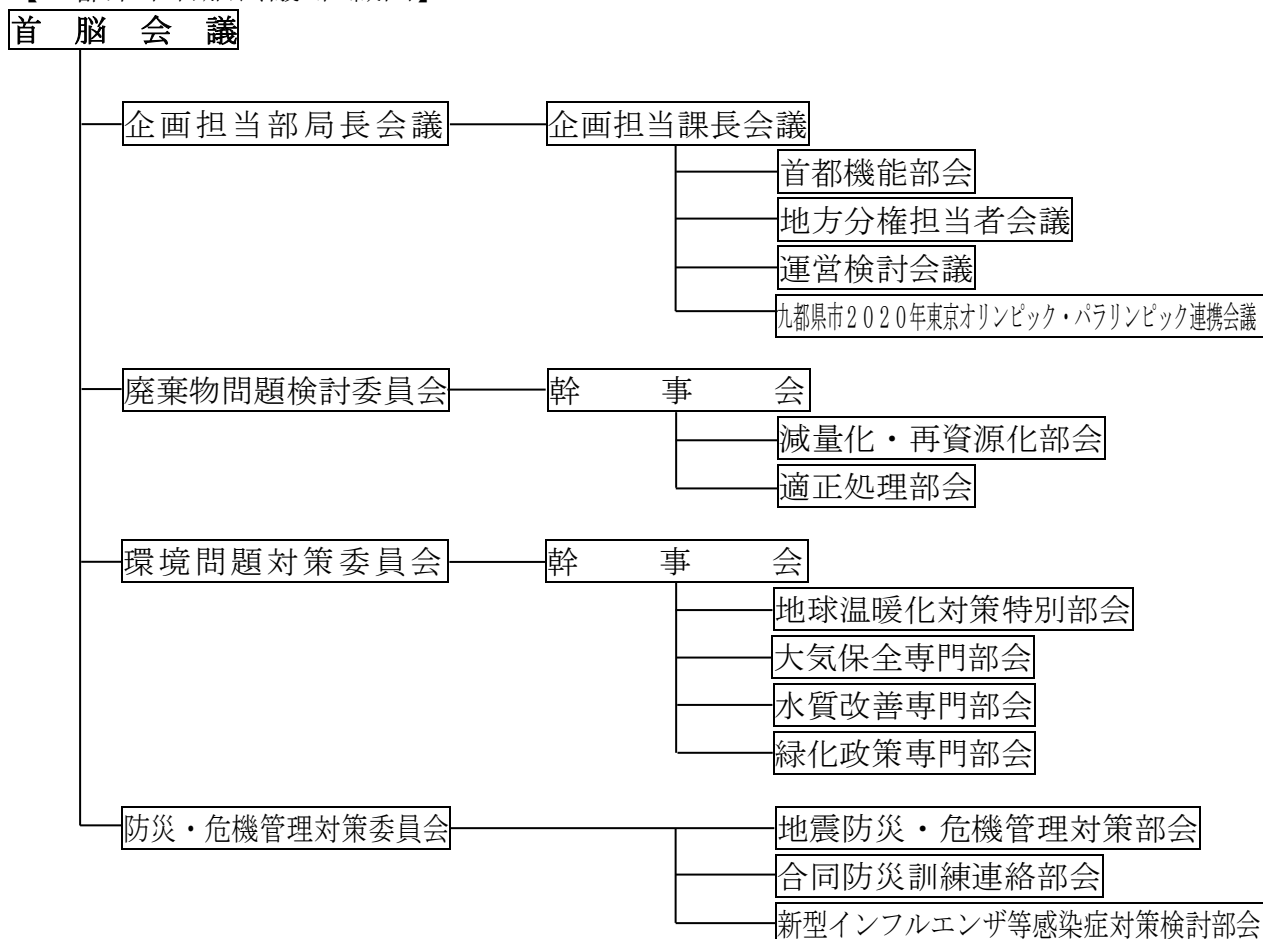 首脳会議
企画担当部局長会議 企画担当課長会議
首都機能部会
地方分権担当者会議
運営検討会議
九都県市2020年東京オリンピック・パラリンピック連携会議
廃棄物問題検討委員会 幹事会
減量化・再資源化部会
適正処理部会
環境問題対策委員会 幹事会
地球温暖化対策特別部会
大気保全専門部会
水質改善専門部会
緑化政策専門部会
防災・危機管理対策委員会 地震防災・危機管理対策部会
合同防災訓練連絡部会
新型インフルエンザ等感染症対策検討部会